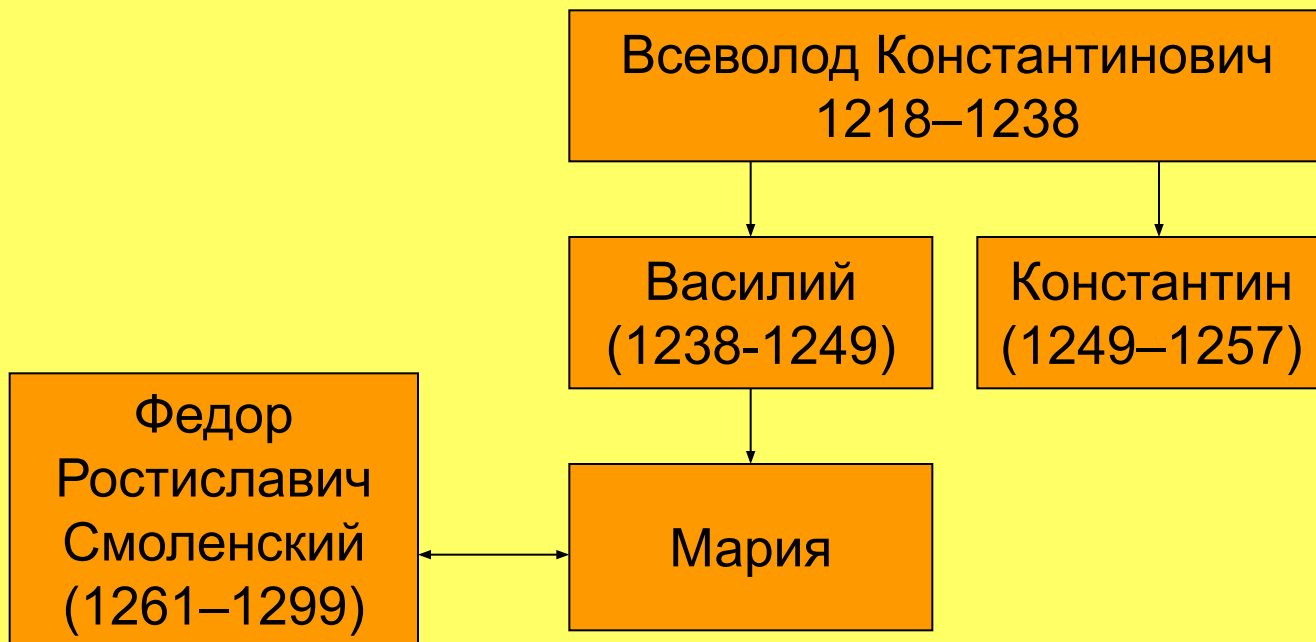 Всеволод Константинович
1218–1238
Василий
(1238-1249)
Константин
(1249–1257)
Федор
Ростиславич
Смоленский
(1261–1299)
Мария